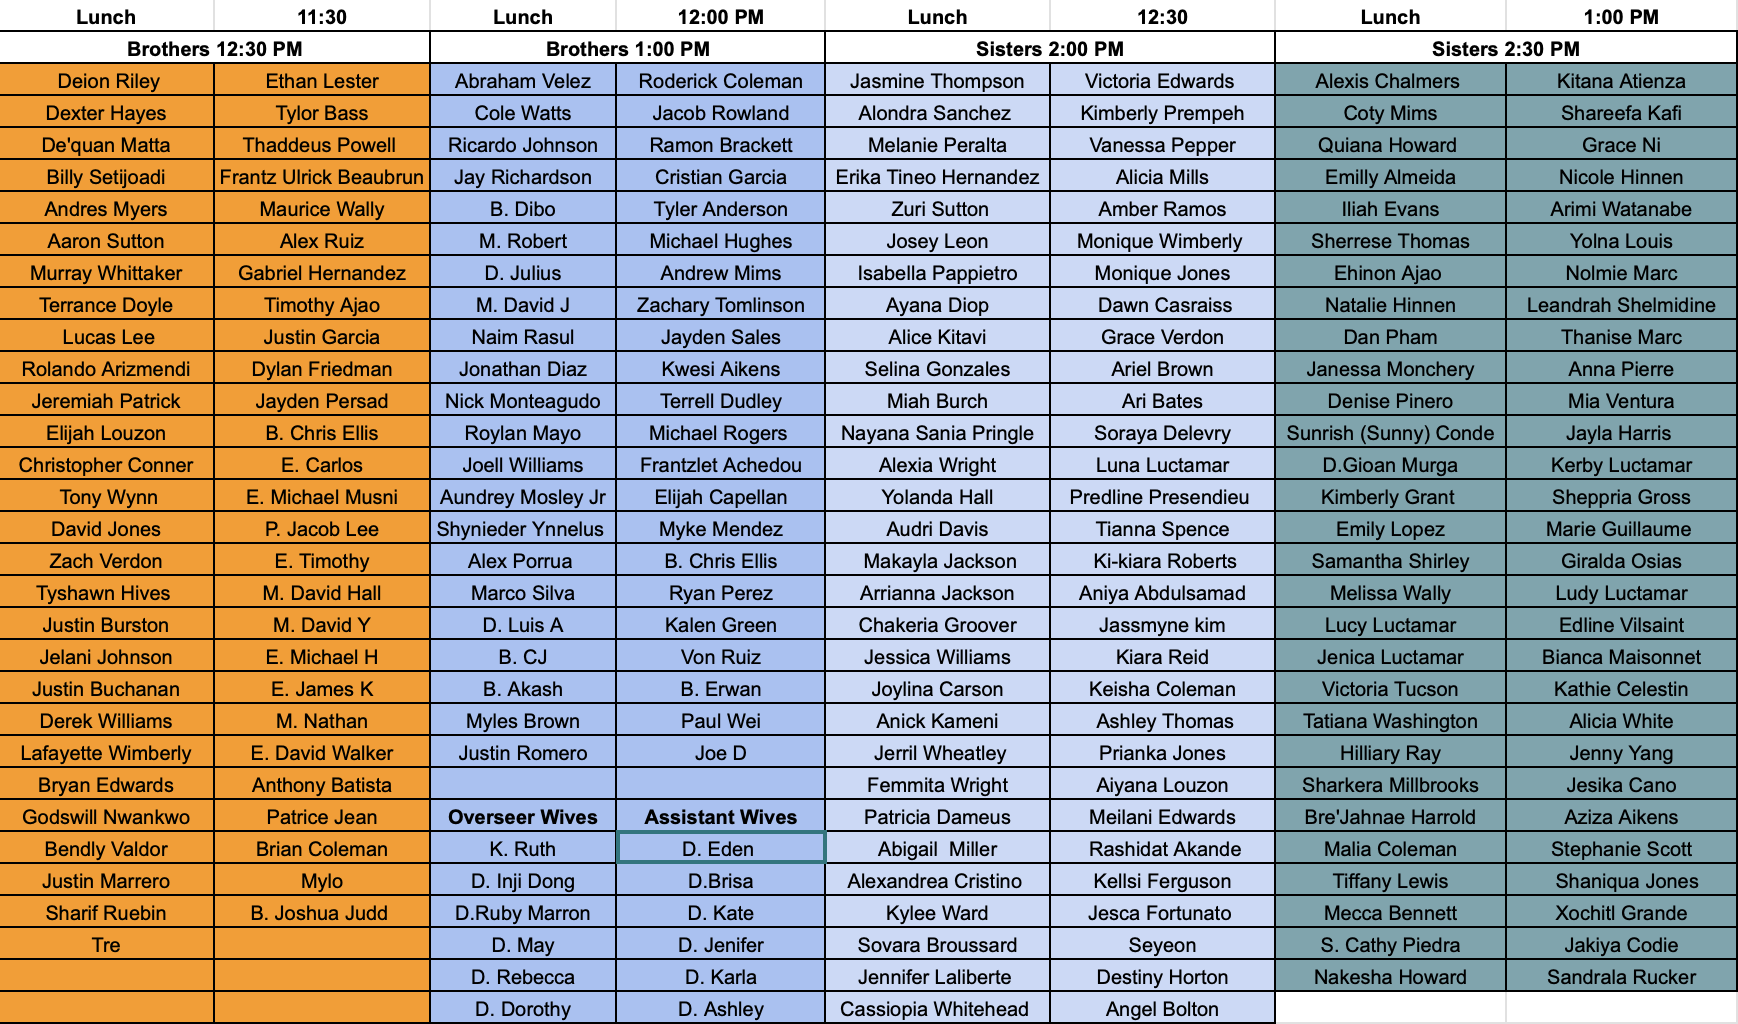 Lunch 11:30 Lunch 12:00 PM Lunch 12:30 Lunch 1:00 PM
Brothers 12:30 PM Brothers 1:00 PM Sisters 2:00 PM Sisters 2:30 PM
Deion Riley Ethan Lester Abraham Velez Roderick Coleman Jasmine Thompson Victoria Edwards Alexis Chalmers Kitana Atienza
Dexter Hayes Tylor Bass Cole Watts Jacob Rowland Alondra Sanchez Kimberly Prempeh Coty Mims Shareefa Kafi
De'quan Matta Thaddeus Powell Ricardo Johnson Ramon Brackett Melanie Peralta Vanessa Pepper Quiana Howard Grace Ni
Billy Setijoadi Frantz Ulrick Beaubrun Jay Richardson Cristian Garcia Erika Tineo Hernandez Alicia Mills Emilly Almeida Nicole Hinnen
Andres Myers Maurice Wally B. Dibo Tyler Anderson Zuri Sutton Amber Ramos Iliah Evans Arimi Watanabe
Aaron Sutton Alex Ruiz M. Robert Michael Hughes Josey Leon Monique Wimberly Sherrese Thomas Yolna Louis
Murray Whittaker Gabriel Hernandez D. Julius Andrew Mims Isabella Pappietro Monique Jones Ehinon Ajao Nolmie Marc
Terrance Doyle Timothy Ajao M. David J Zachary Tomlinson Ayana Diop Dawn Casraiss Natalie Hinnen Leandrah Shelmidine
Lucas Lee Justin Garcia Naim Rasul Jayden Sales Alice Kitavi Grace Verdon Dan Pham Thanise Marc
Rolando Arizmendi Dylan Friedman Jonathan Diaz Kwesi Aikens Selina Gonzales Ariel Brown Janessa Monchery Anna Pierre
Jeremiah Patrick Jayden Persad Nick Monteagudo Terrell Dudley Miah Burch Ari Bates Denise Pinero Mia Ventura
Elijah Louzon B. Chris Ellis Roylan Mayo Michael Rogers Nayana Sania Pringle Soraya Delevry Sunrish (Sunny) Conde Jayla Harris
Christopher Conner E. Carlos Joell Williams Frantzlet Achedou Alexia Wright Luna Luctamar D.Gioan Murga Kerby Luctamar
Tony Wynn E. Michael Musni Aundrey Mosley Jr Elijah Capellan Yolanda Hall Predline Presendieu Kimberly Grant Sheppria Gross
David Jones P. Jacob Lee Shynieder Ynnelus Myke Mendez Audri Davis Tianna Spence Emily Lopez Marie Guillaume
Zach Verdon E. Timothy Alex Porrua B. Chris Ellis Makayla Jackson Ki-kiara Roberts Samantha Shirley Giralda Osias
Tyshawn Hives M. David Hall Marco Silva Ryan Perez Arrianna Jackson Aniya Abdulsamad Melissa Wally Ludy Luctamar
Justin Burston M. David Y D. Luis A Kalen Green Chakeria Groover Jassmyne kim Lucy Luctamar Edline Vilsaint
Jelani Johnson E. Michael H B. CJ Von Ruiz Jessica Williams Kiara Reid Jenica Luctamar Bianca Maisonnet
Justin Buchanan E. James K B. Akash B. Erwan Joylina Carson Keisha Coleman Victoria Tucson Kathie Celestin
Derek Williams M. Nathan Myles Brown Paul Wei Anick Kameni Ashley Thomas Tatiana Washington Alicia White
Lafayette Wimberly E. David Walker Justin Romero Joe D Jerril Wheatley Prianka Jones Hilliary Ray Jenny Yang
Bryan Edwards Anthony Batista Femmita Wright Aiyana Louzon Sharkera Millbrooks Jesika Cano
Godswill Nwankwo Patrice Jean Overseer Wives Assistant Wives Patricia Dameus Meilani Edwards Bre'Jahnae Harrold Aziza Aikens
Bendly Valdor Brian Coleman K. Ruth D. Eden Abigail Miller Rashidat Akande Malia Coleman Stephanie Scott
Justin Marrero Mylo D. Inji Dong D.Brisa Alexandrea Cristino Kellsi Ferguson Tiffany Lewis Shaniqua Jones
Sharif Ruebin B. Joshua Judd D.Ruby Marron D. Kate Kylee Ward Jesca Fortunato Mecca Bennett Xochitl Grande
Tre D. May D. Jenifer Sovara Broussard Seyeon S. Cathy Piedra Jakiya Codie
D. Rebecca D. Karla Jennifer Laliberte Destiny Horton Nakesha Howard Sandrala Rucker
D. Dorothy D. Ashley Cassiopia Whitehead Angel Bolton